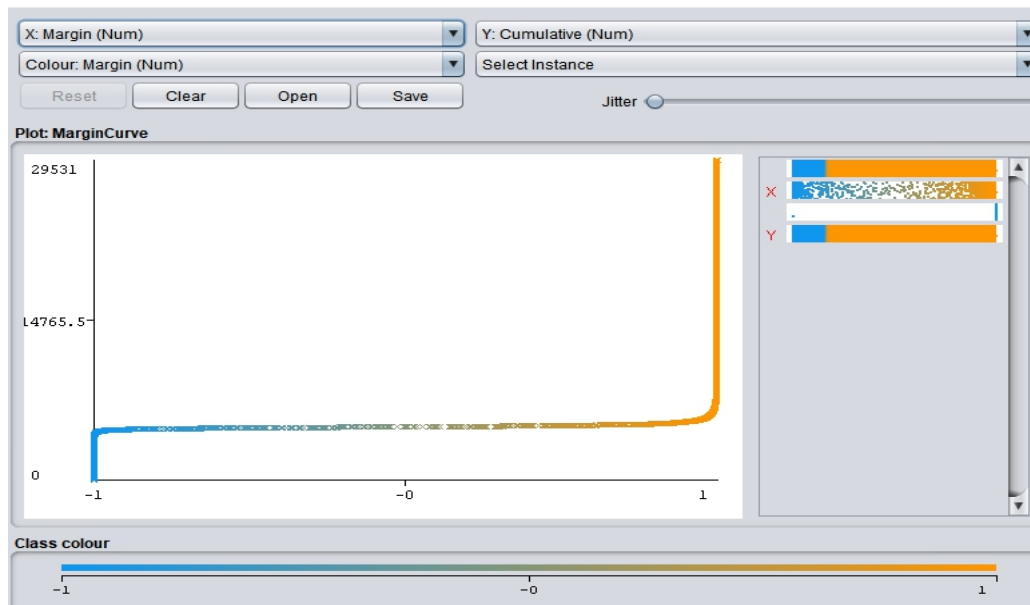 X: Margin (Num)
Y: Cumulative (Num)
Colour: Margin (Num)
Select Instance
Reset
Clear
Open
Save
Jitter
Plot: MarginCurve
29531
14765.5
0
-1
-0
1
X
Y
Class colour
-1
-0
1